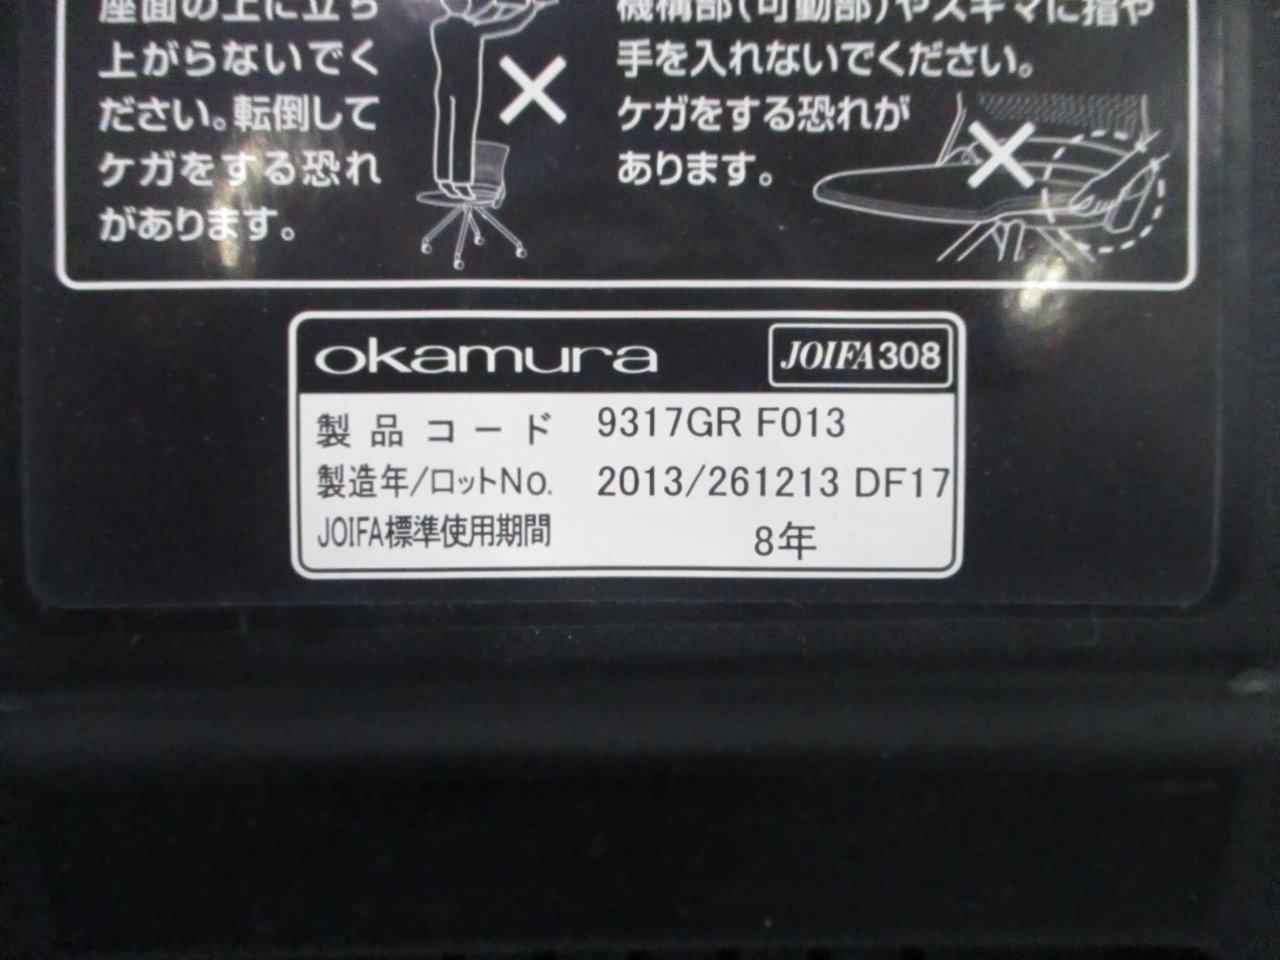 座面の上に立ち
上がらないでく
ださい。転倒して
ケガをする恐れ
があります。
機構部(可動部)やスキマに指や
手を入れないでください。
ケガをする恐れが
あります。
okamura
JOIFA308
製品コード 9317GR F013
製造年/ロットNo. 2013/261213 DF17
JOIFA標準使用期間 8年